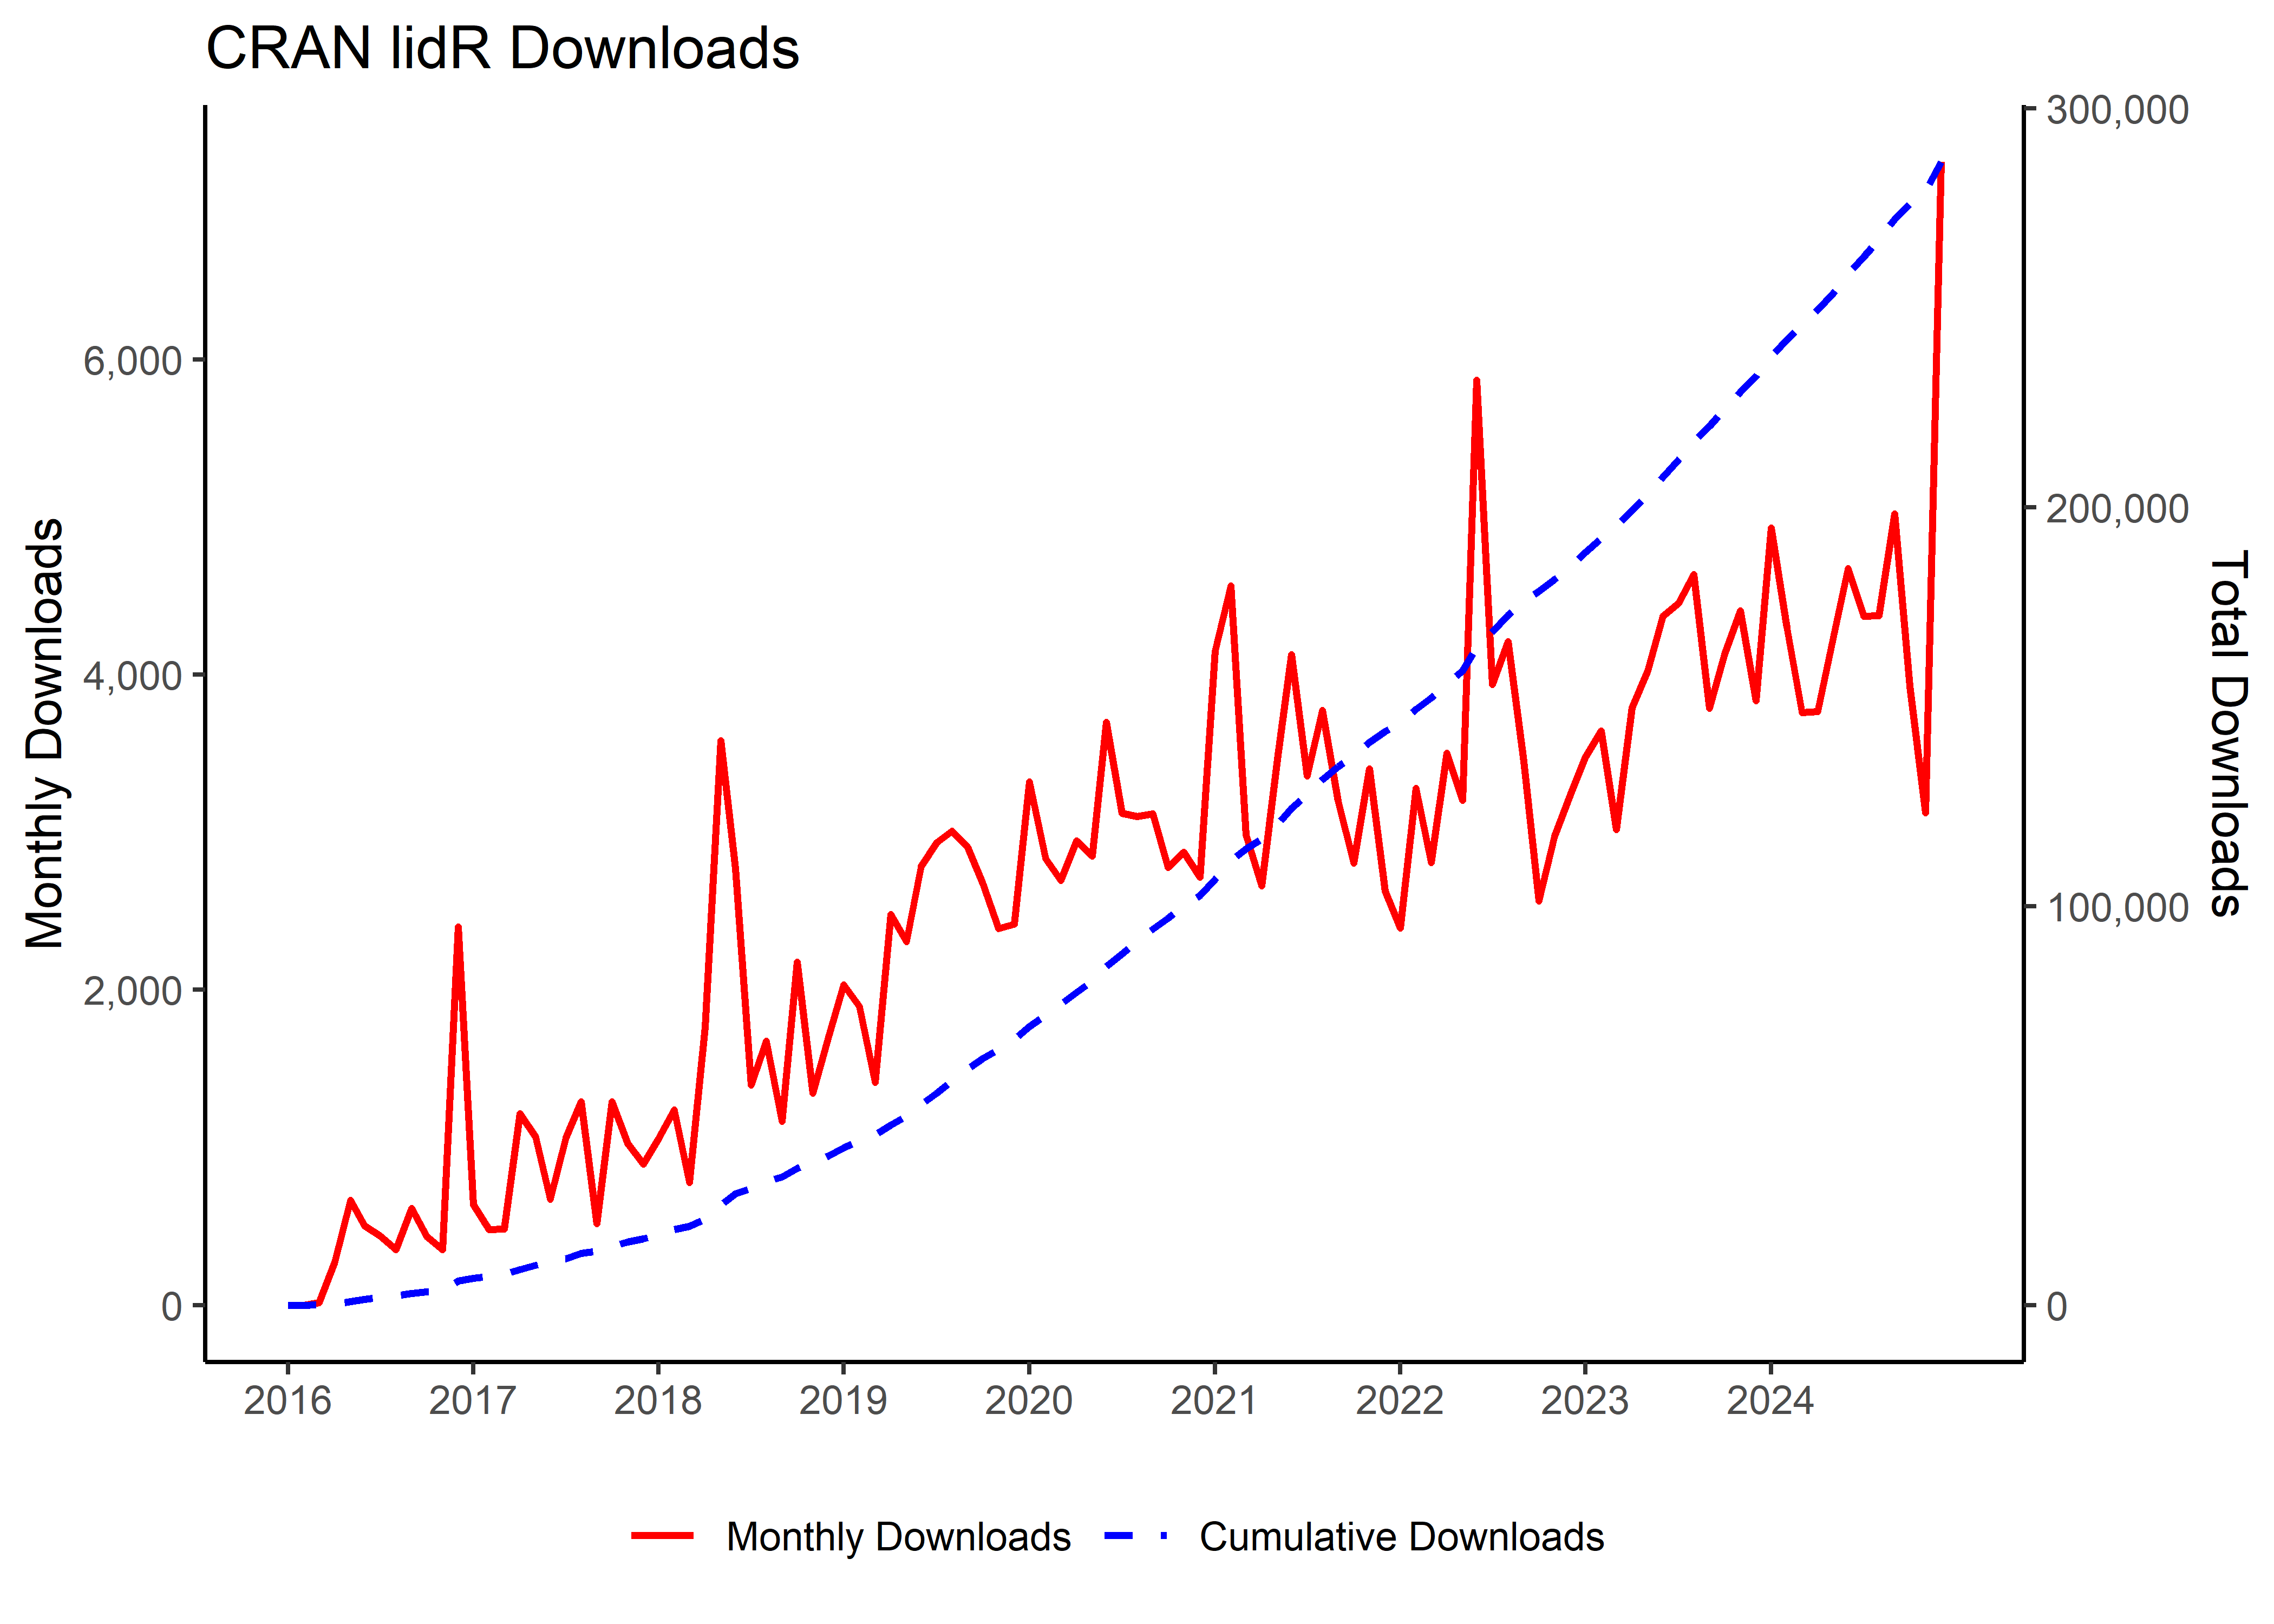 CRAN lidR Downloads
Monthly Downloads
6,000
4,000
2,000
0
300,000
200,000
100,000
0
Total Downloads
2016 2017 2018 2019 2020 2021 2022 2023 2024
Monthly Downloads Cumulative Downloads